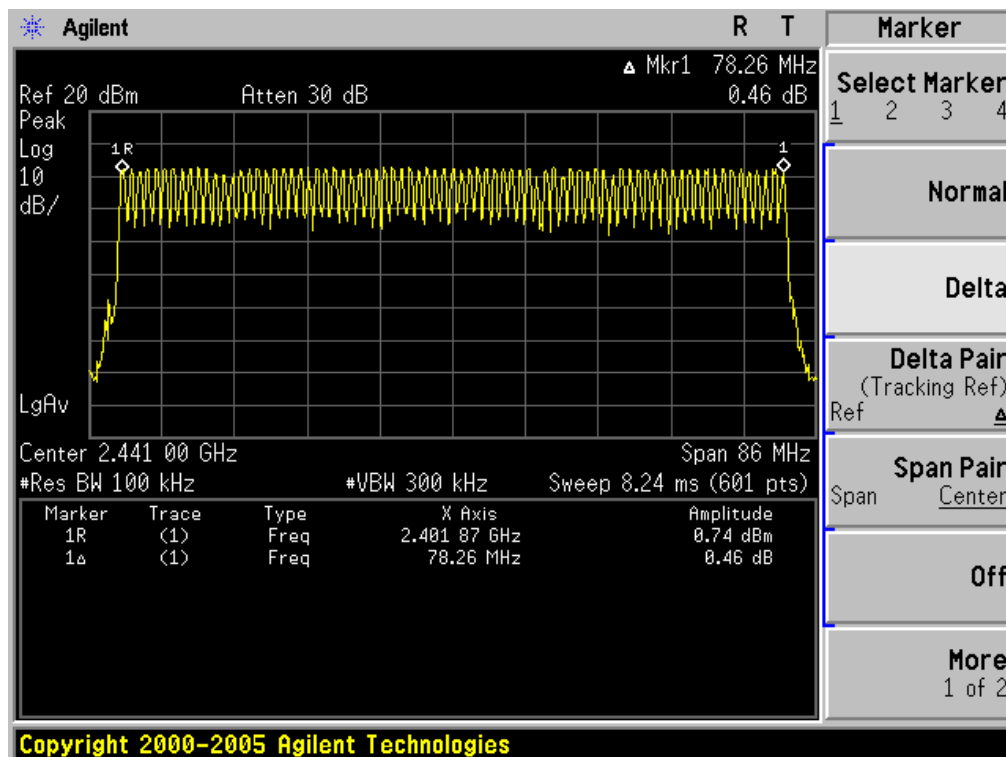 Agilent R T
Marker
▵ Mkr1 78.26 MHz
Ref 20 dBm Atten 30 dB 0.46 dB
Peak
Log
10
dB/
1R
1
LgAv
Center 2.441 00 GHz Span 86 MHz
#Res BW 100 kHz #VBW 300 kHz Sweep 8.24 ms (601 pts)
Marker Trace Type X Axis Amplitude
1R (1) Freq 2.401 87 GHz 0.74 dBm
1▵ (1) Freq 78.26 MHz 0.46 dB
Select Marker
1 2 3 4
Normal
Delta
Delta Pair
(Tracking Ref)
Ref ▵
Span Pair
Span Center
Off
More
1 of 2
Copyright 2000-2005 Agilent Technologies